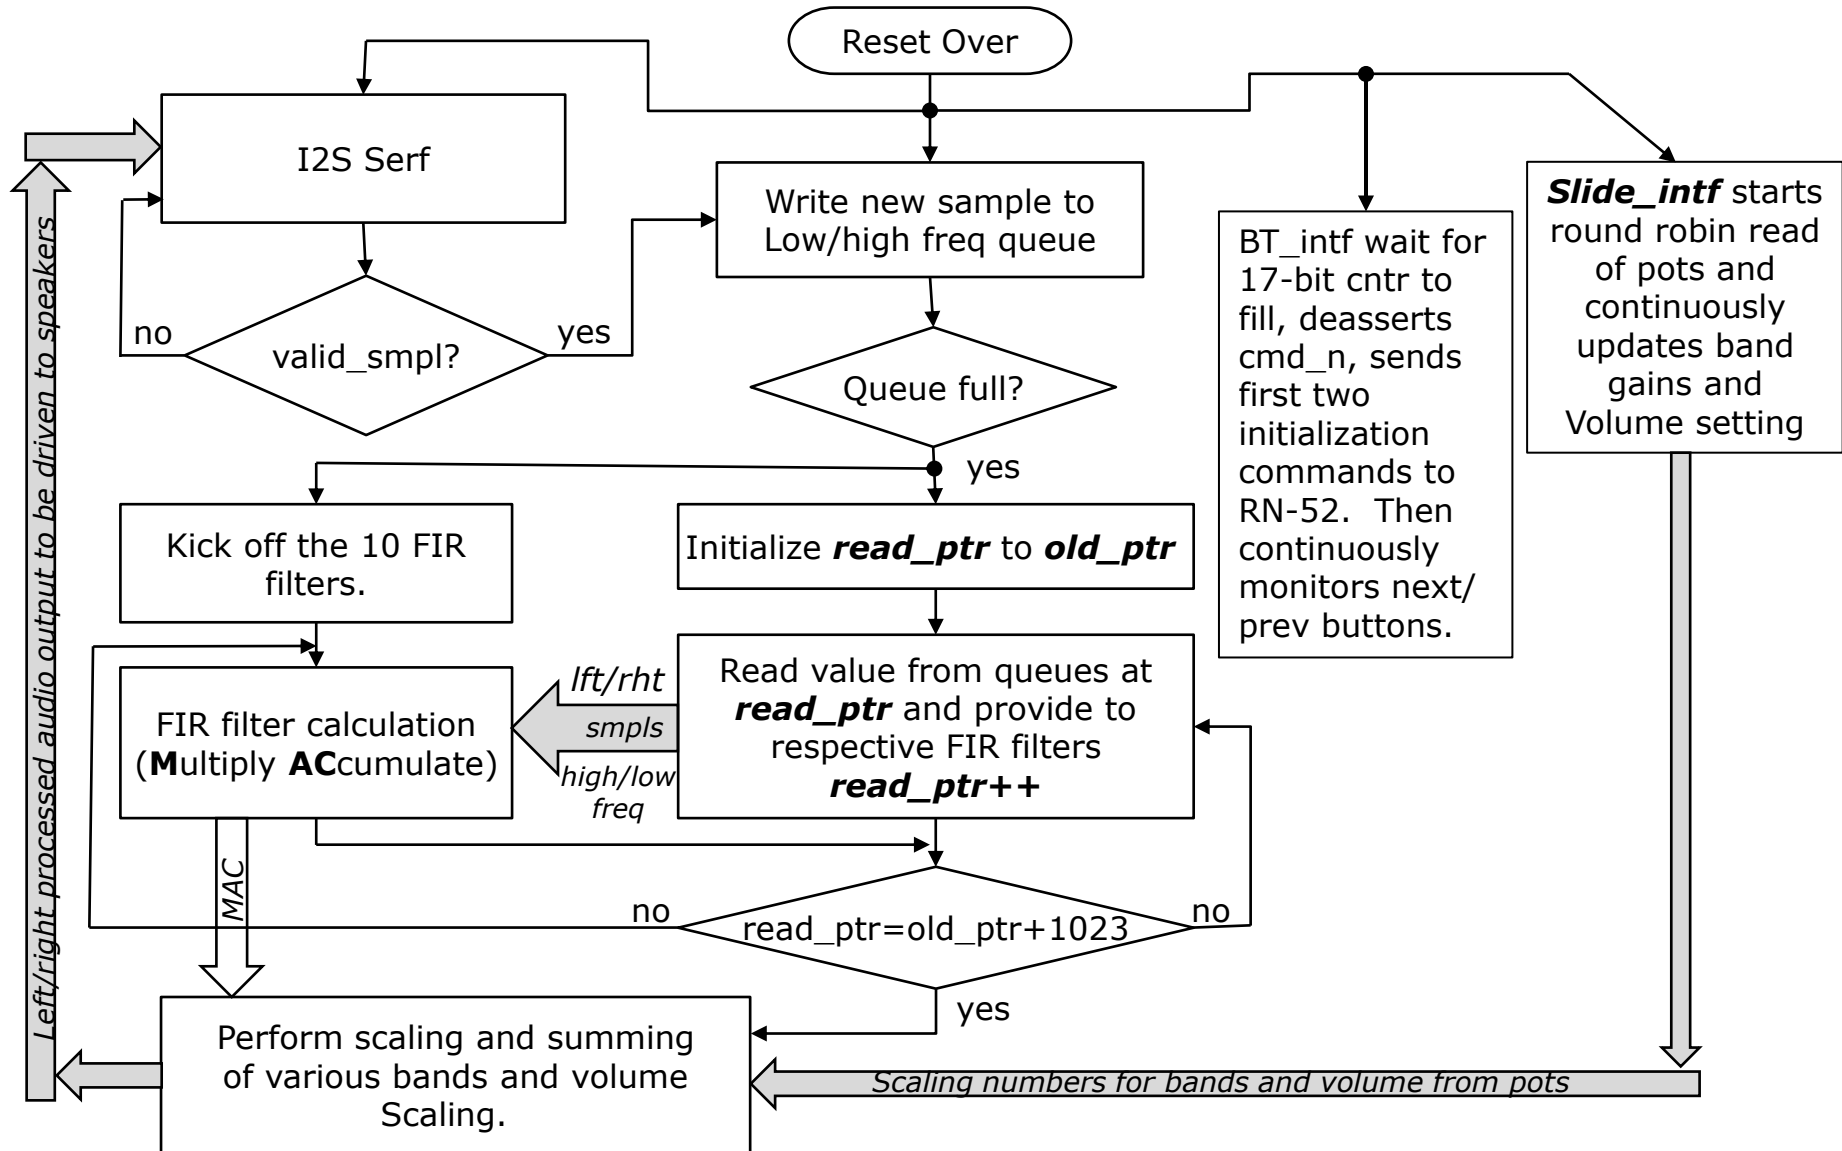 Reset Over
I2S Serf
valid_smpl?
no
yes
Write new sample to
Low/high freq queue
Queue full?
yes
BT_intf wait for
17-bit cntr to
fill, deasserts
cmd_n, sends
first two
initialization
commands to
RN-52. Then
continuously
monitors next/
prev buttons.
Slide_intf starts
round robin read
of pots and
continuously
updates band
gains and
Volume setting
Kick off the 10 FIR
filters.
Initialize read_ptr to old_ptr
FIR filter calculation
(Multiply ACcumulate)
lft/rht
smpls
high/low
freq
Read value from queues at
read_ptr and provide to
respective FIR filters
read_ptr++
MAC
no
read_ptr=old_ptr+1023
no
yes
Perform scaling and summing
of various bands and volume
Scaling.
Scaling numbers for bands and volume from pots
Left/right processed audio output to be driven to speakers